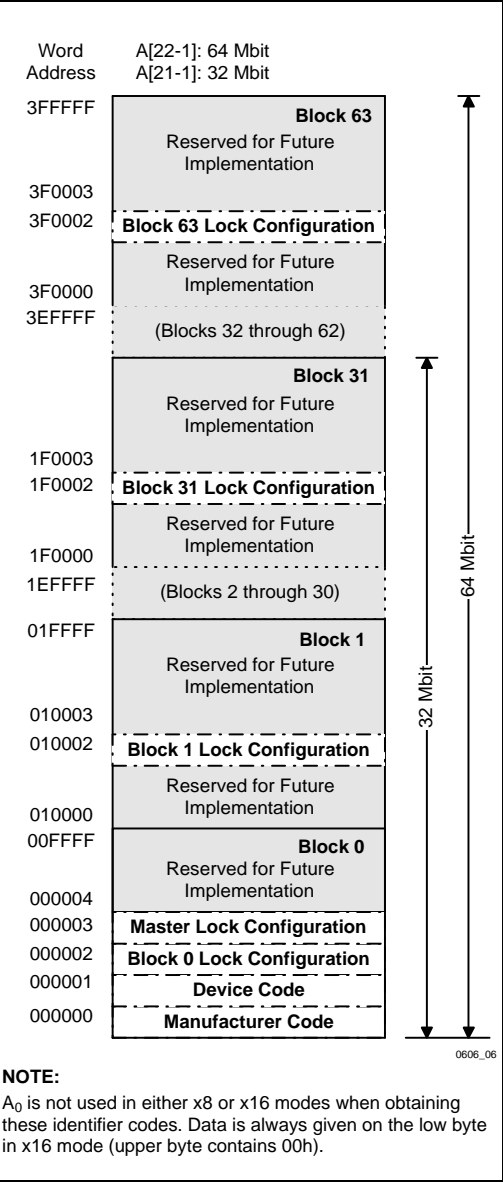 Word Address
A[22-1]: 64 Mbit
A[21-1]: 32 Mbit
3FFFFF
Block 63
Reserved for Future
Implementation
3F0003
3F0002
Block 63 Lock Configuration
Reserved for Future
Implementation
3F0000
3EFFFF
(Blocks 32 through 62)
Block 31
Reserved for Future
Implementation
1F0003
1F0002
Block 31 Lock Configuration
Reserved for Future
Implementation
1F0000
1EFFFF
(Blocks 2 through 30)
01FFFF
Block 1
Reserved for Future
Implementation
010003
010002
Block 1 Lock Configuration
Reserved for Future
Implementation
010000
00FFFF
Block 0
Reserved for Future
Implementation
000004
000003
Master Lock Configuration
000002
Block 0 Lock Configuration
000001
Device Code
000000
Manufacturer Code
32 Mbit
64 Mbit
0606_06
NOTE:
A0 is not used in either x8 or x16 modes when obtaining
these identifier codes. Data is always given on the low byte
in x16 mode (upper byte contains 00h).